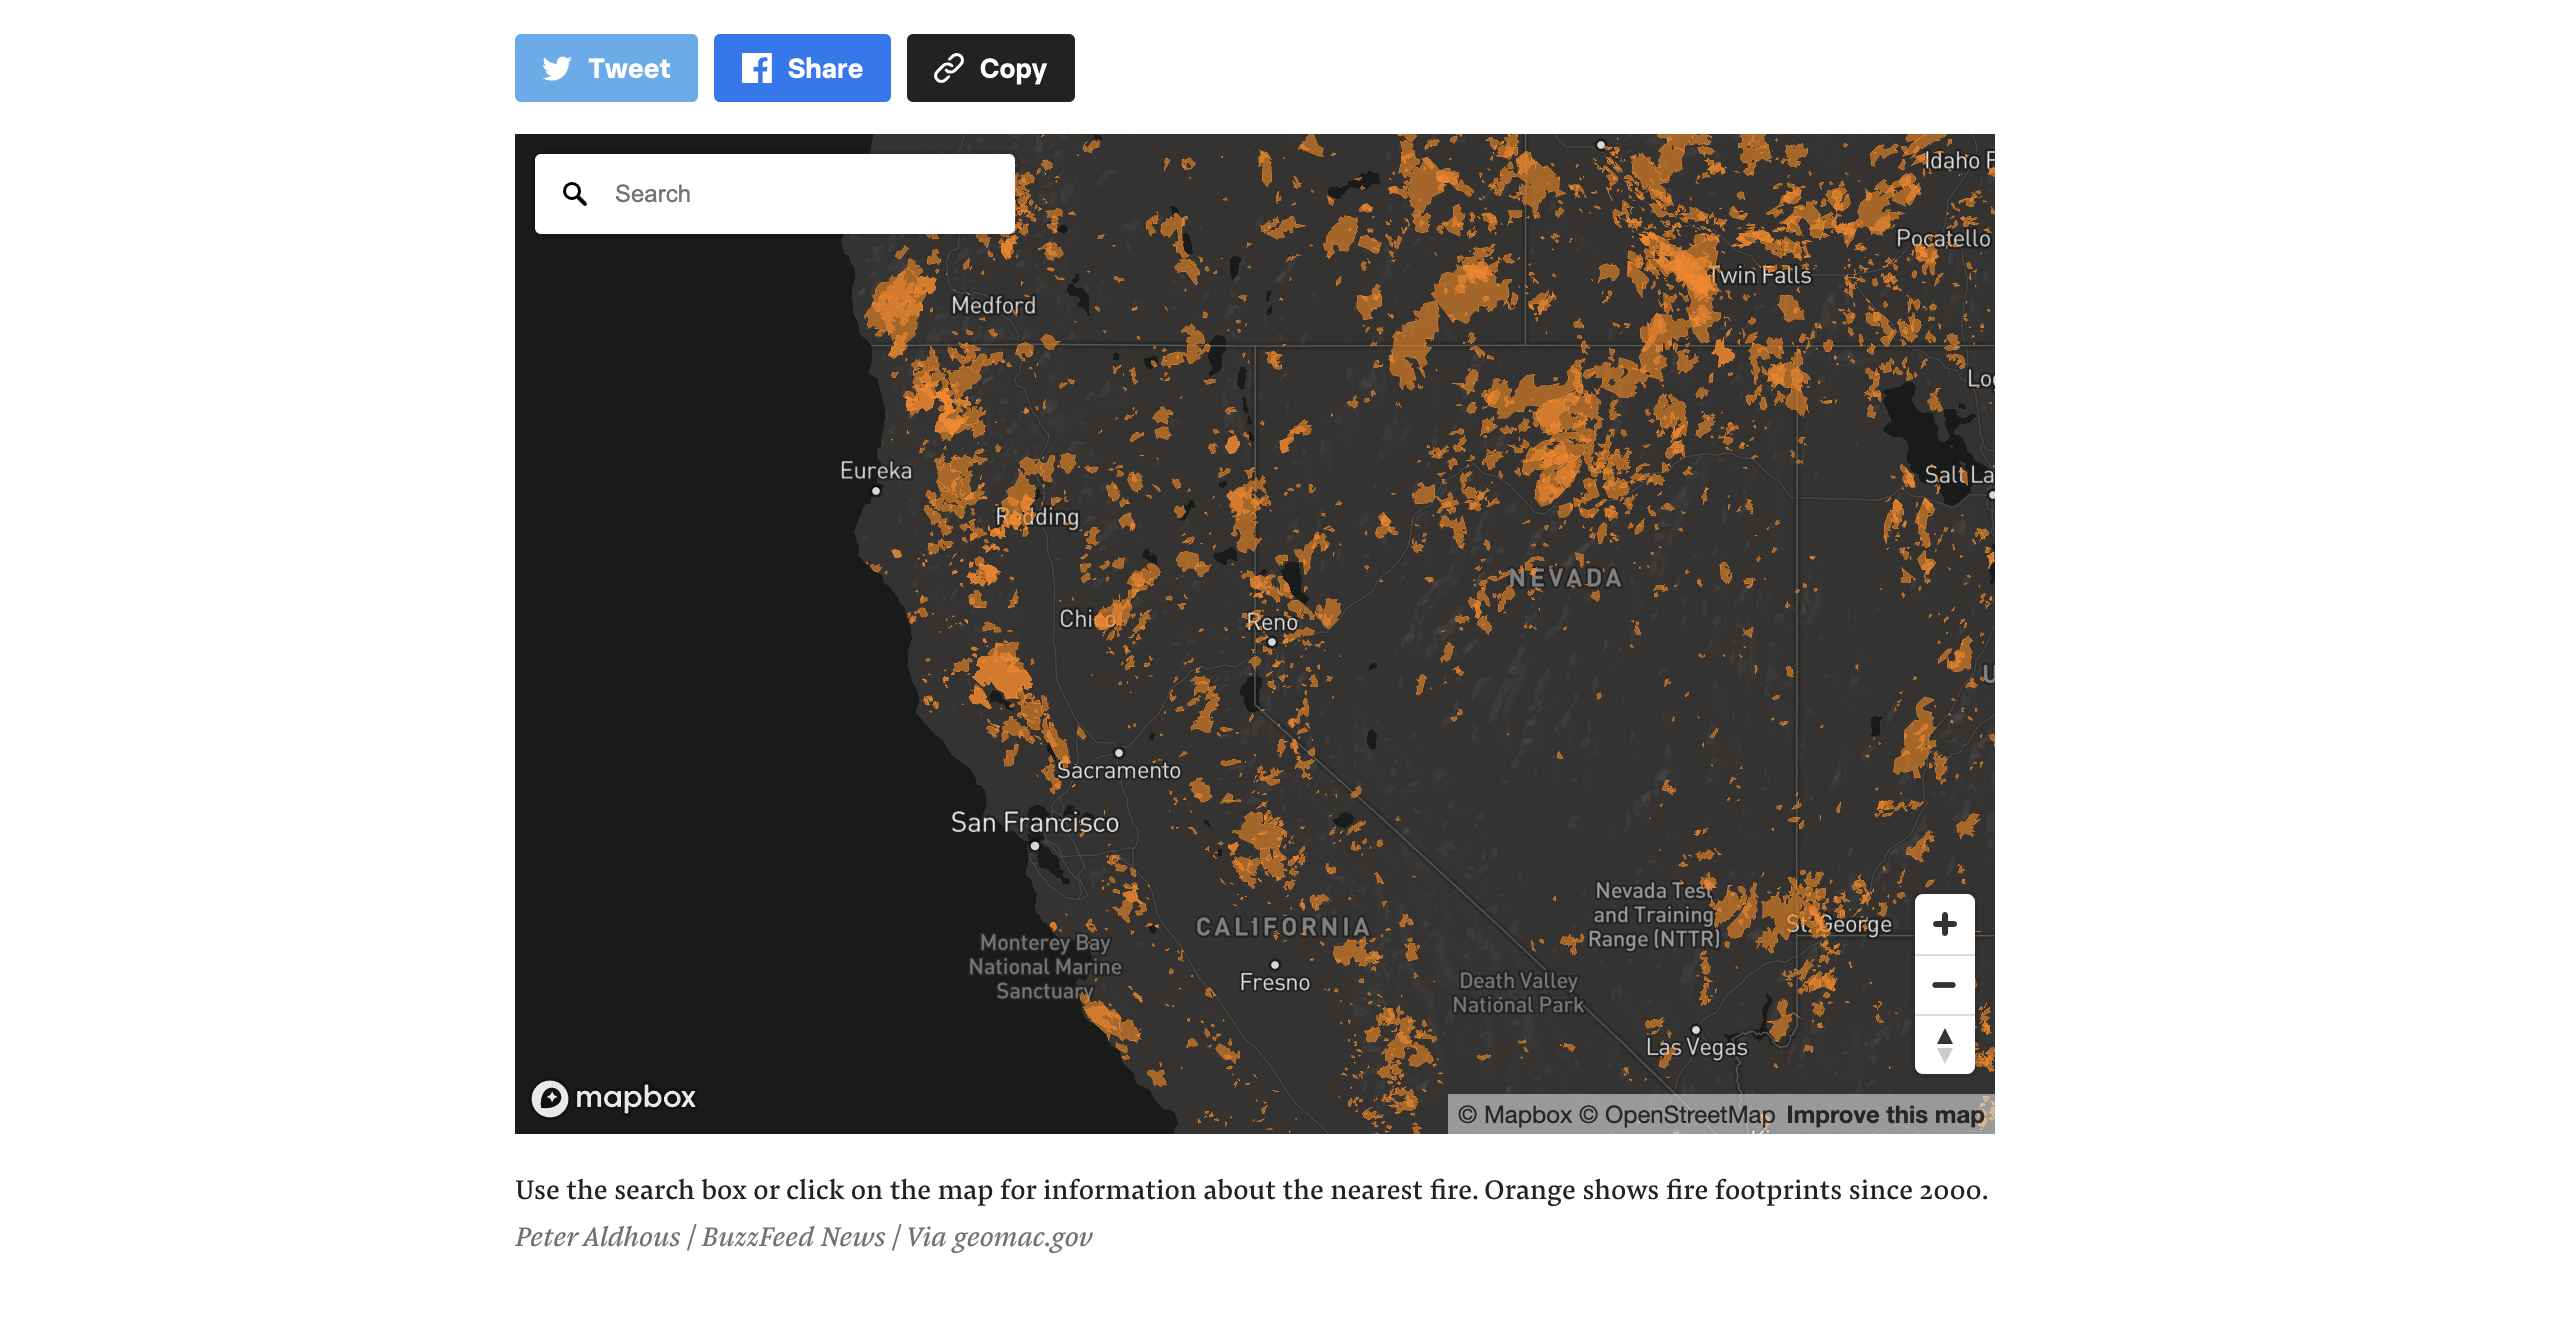 Tweet
Share
Copy
Search
Idaho F
Pocatello
Twin Falls
Medford
Log
Eureka
Salt La
Redding
NEVADA
Chico
Reno
U
Sacramento
San Francisco
Nevada Test
and Training
Range (NTTR)
St. George
CALIFORNIA
Monterey Bay
National Marine
Sanctuary
Fresno
Death Valley
National Park
Las Vegas
mapbox
© Mapbox © OpenStreetMap Improve this map
Use the search box or click on the map for information about the nearest fire. Orange shows fire footprints since 2000.
Peter Aldhous / BuzzFeed News / Via geomac.gov